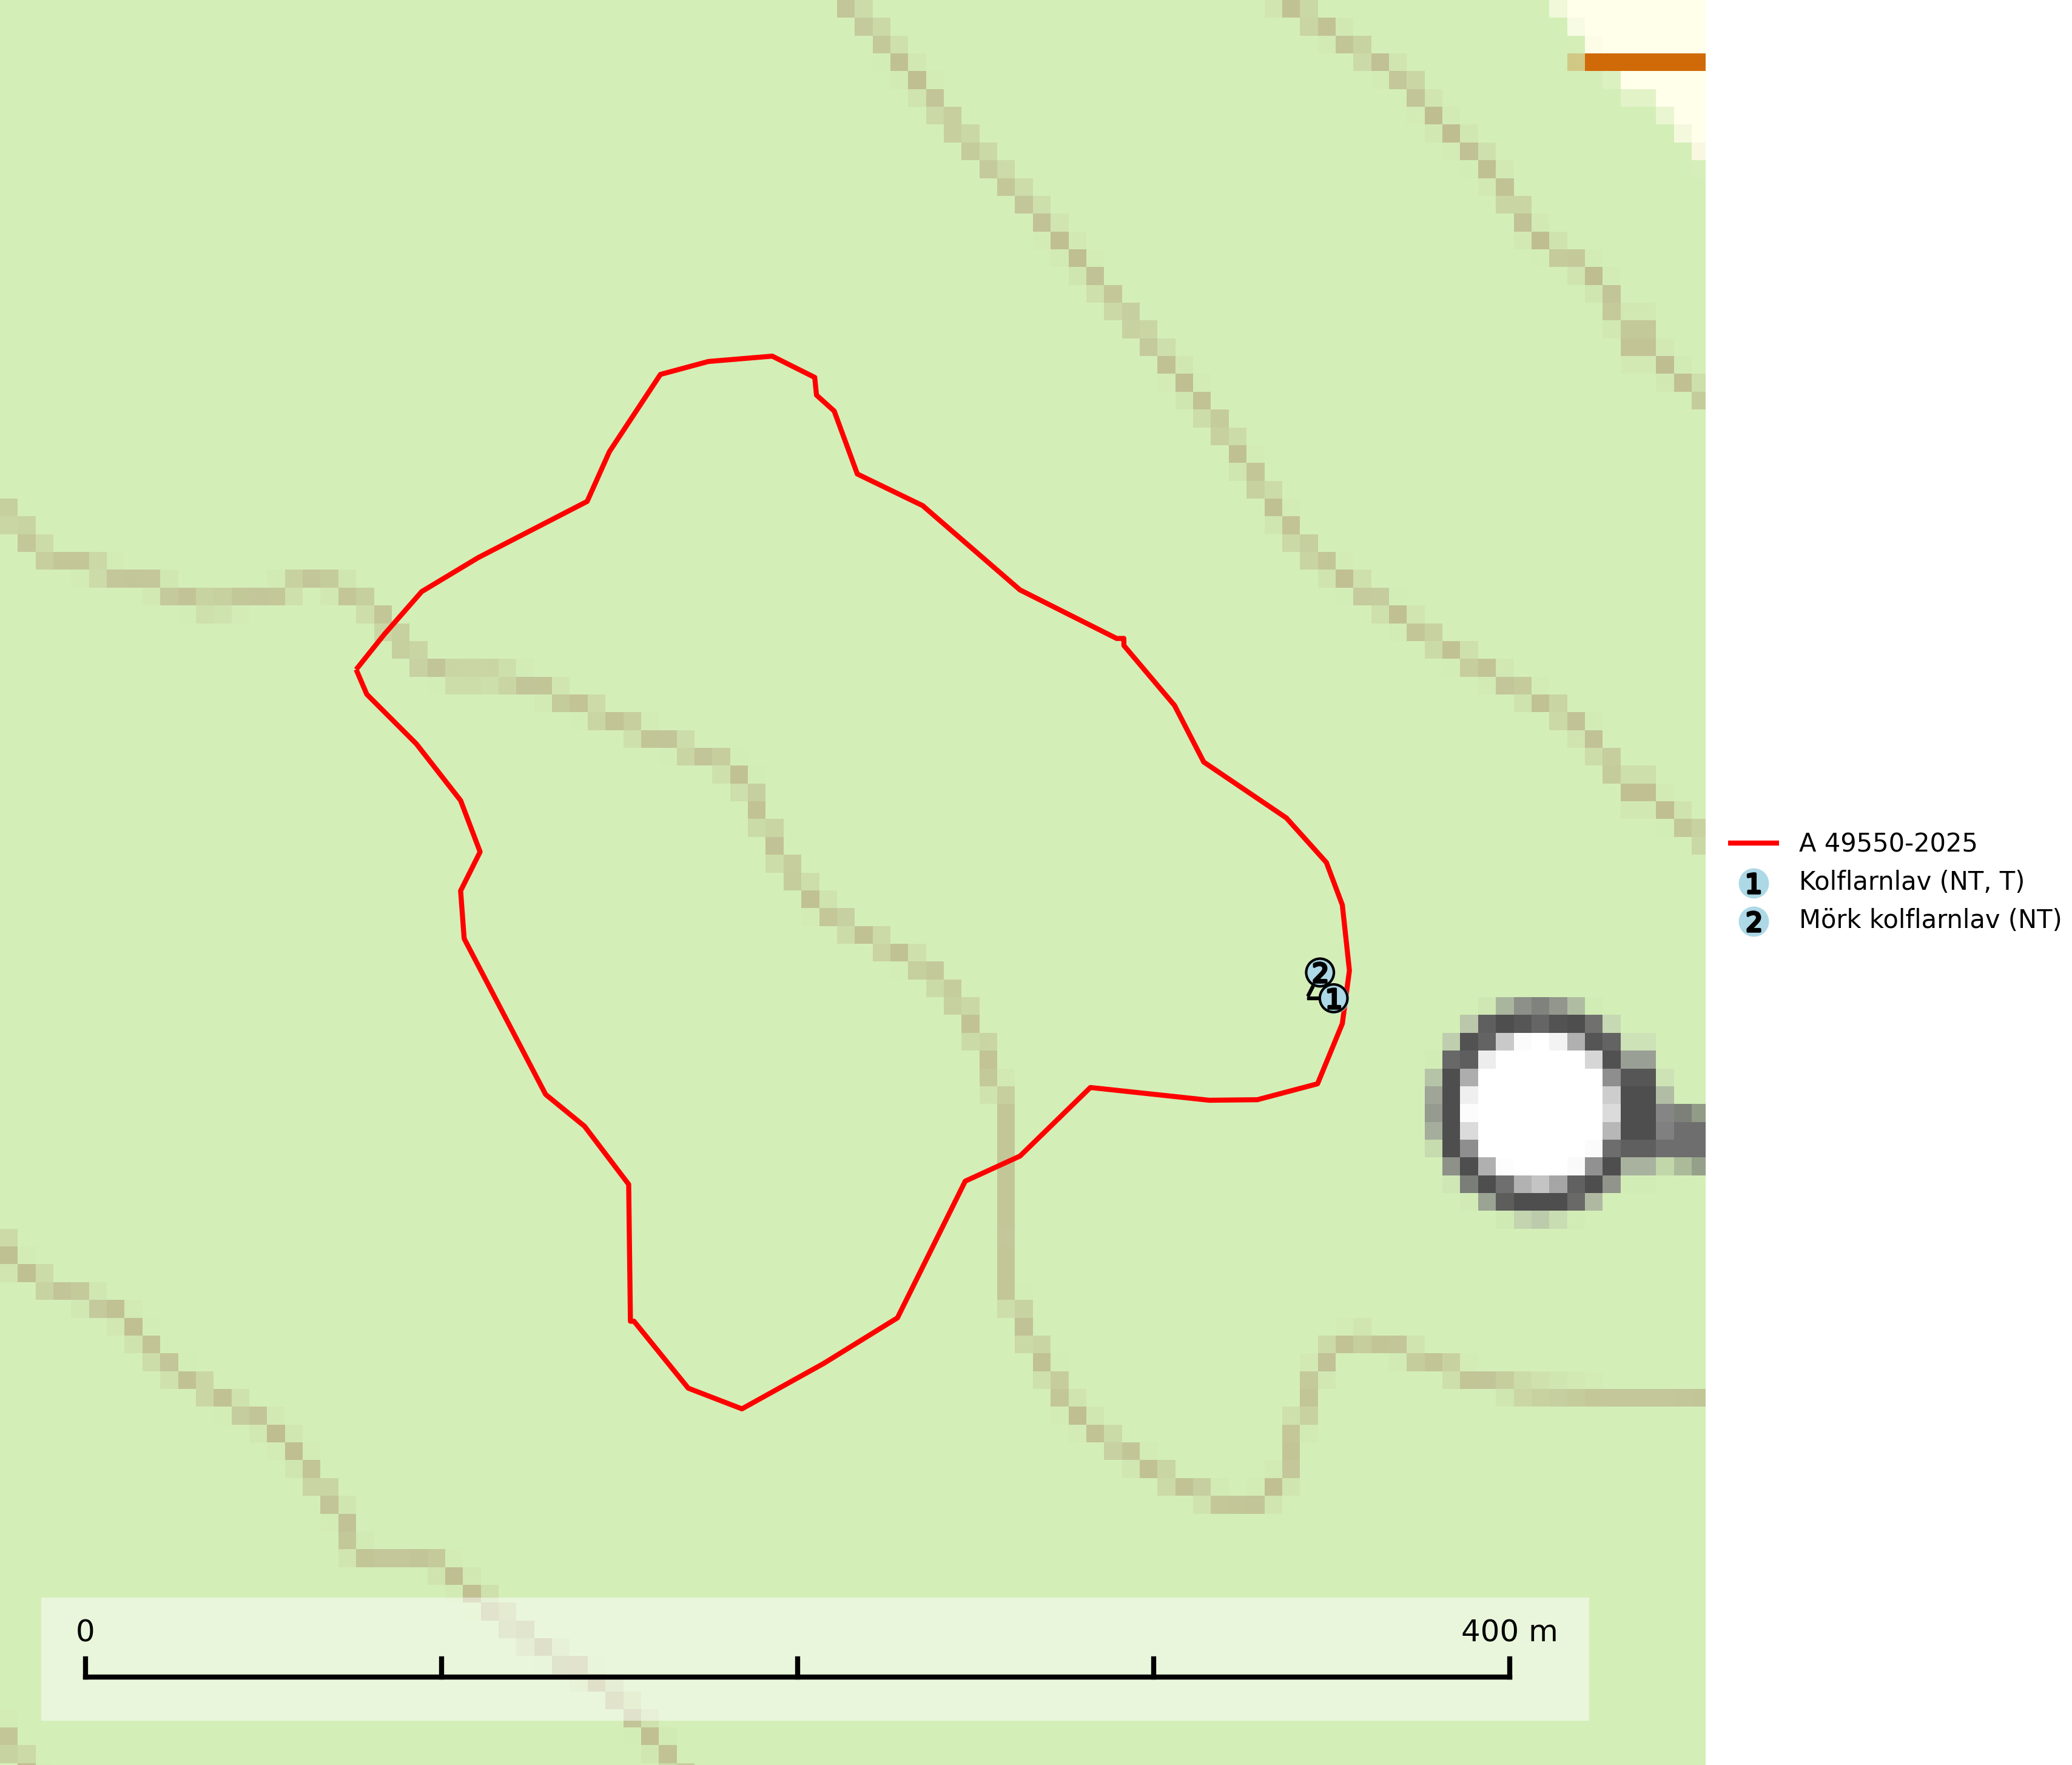 A 49550-2025
1 Kolflarnlav (NT, T)
2 Mörk kolflarnlav (NT)
2
1
0 400 m